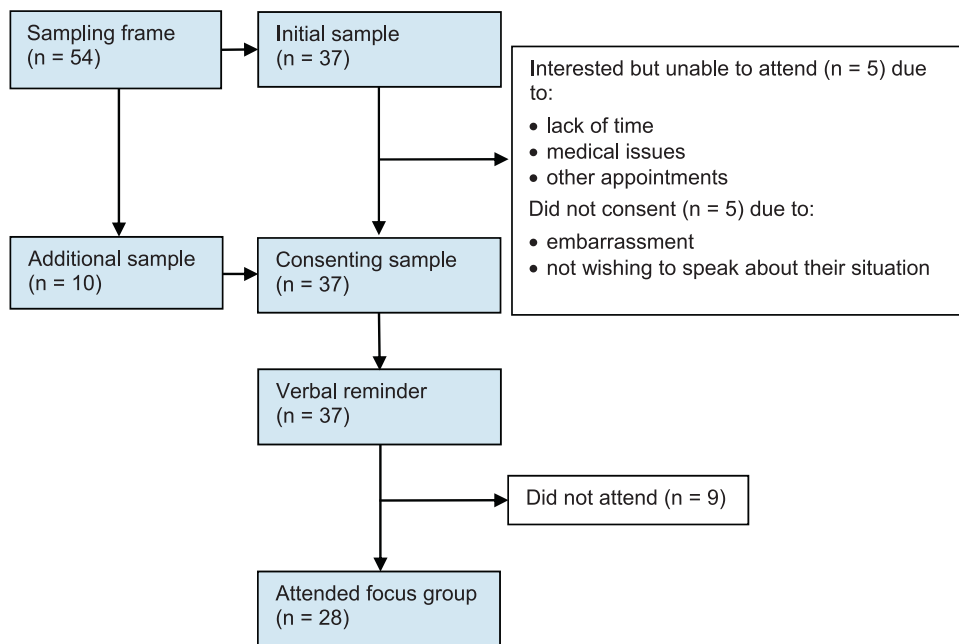 Sampling frame
(n = 54)
Initial sample
(n = 37)
Interested but unable to attend (n = 5) due
to:
• lack of time
• medical issues
• other appointments
Did not consent (n = 5) due to:
• embarrassment
• not wishing to speak about their situation
Additional sample
(n = 10)
Consenting sample
(n = 37)
Verbal reminder
(n = 37)
Did not attend (n = 9)
Attended focus group
(n = 28)